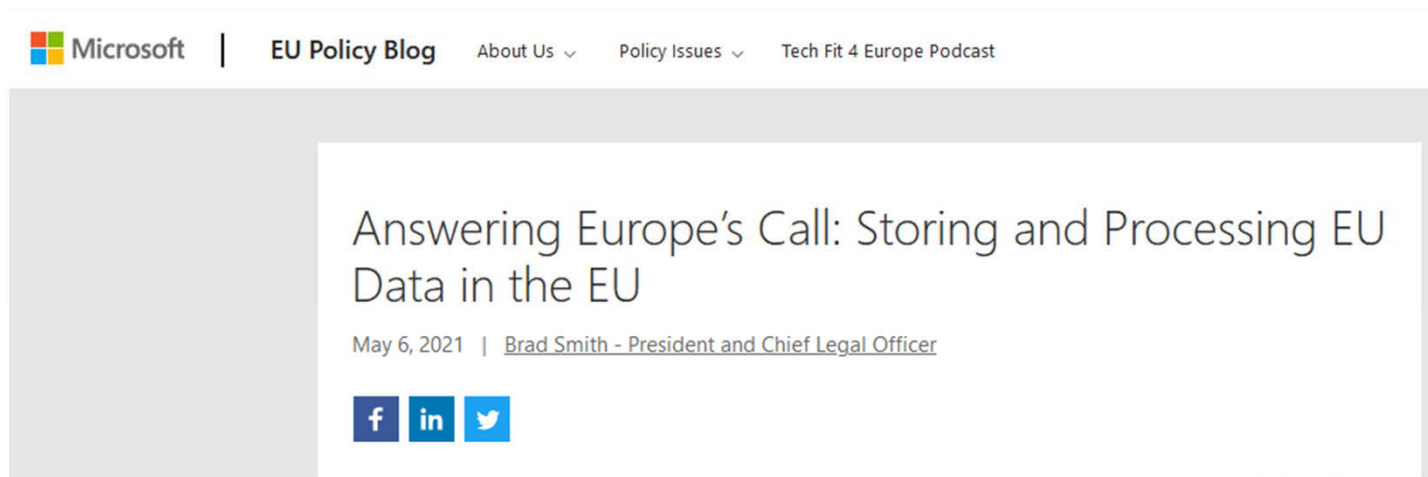 Microsoft | EU Policy Blog About Us Policy Issues Tech Fit 4 Europe Podcast
Answering Europe’s Call: Storing and Processing EU
Data in the EU
May 6, 2021 | Brad Smith - President and Chief Legal Officer
f in